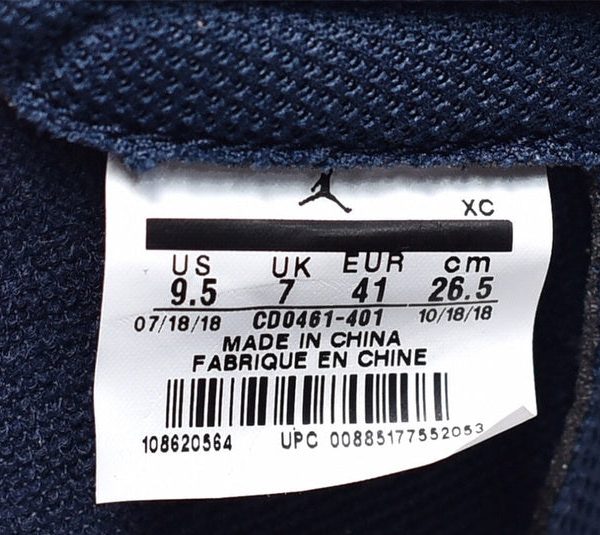 XC
US UK EUR cm
9.5 7 41 26.5
07/18/18 CD0461-401 10/18/18
MADE IN CHINA
FABRIQUE EN CHINE
108620564 UPC 00885177552053